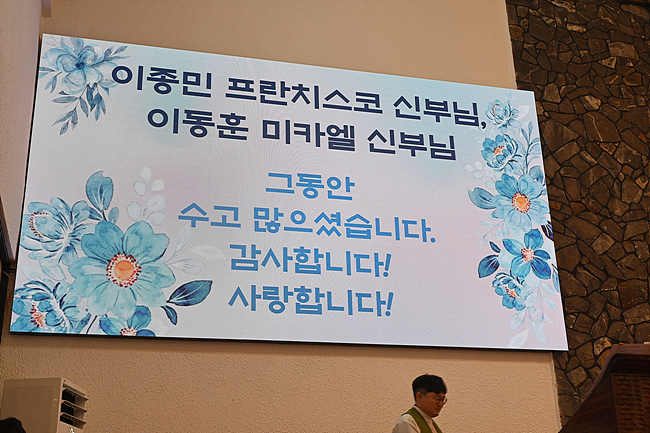 이종민 프란치스코 신부님,
이동훈 미카엘 신부님
그동안
수고 많으셨습니다.
감사합니다!
사랑합니다!